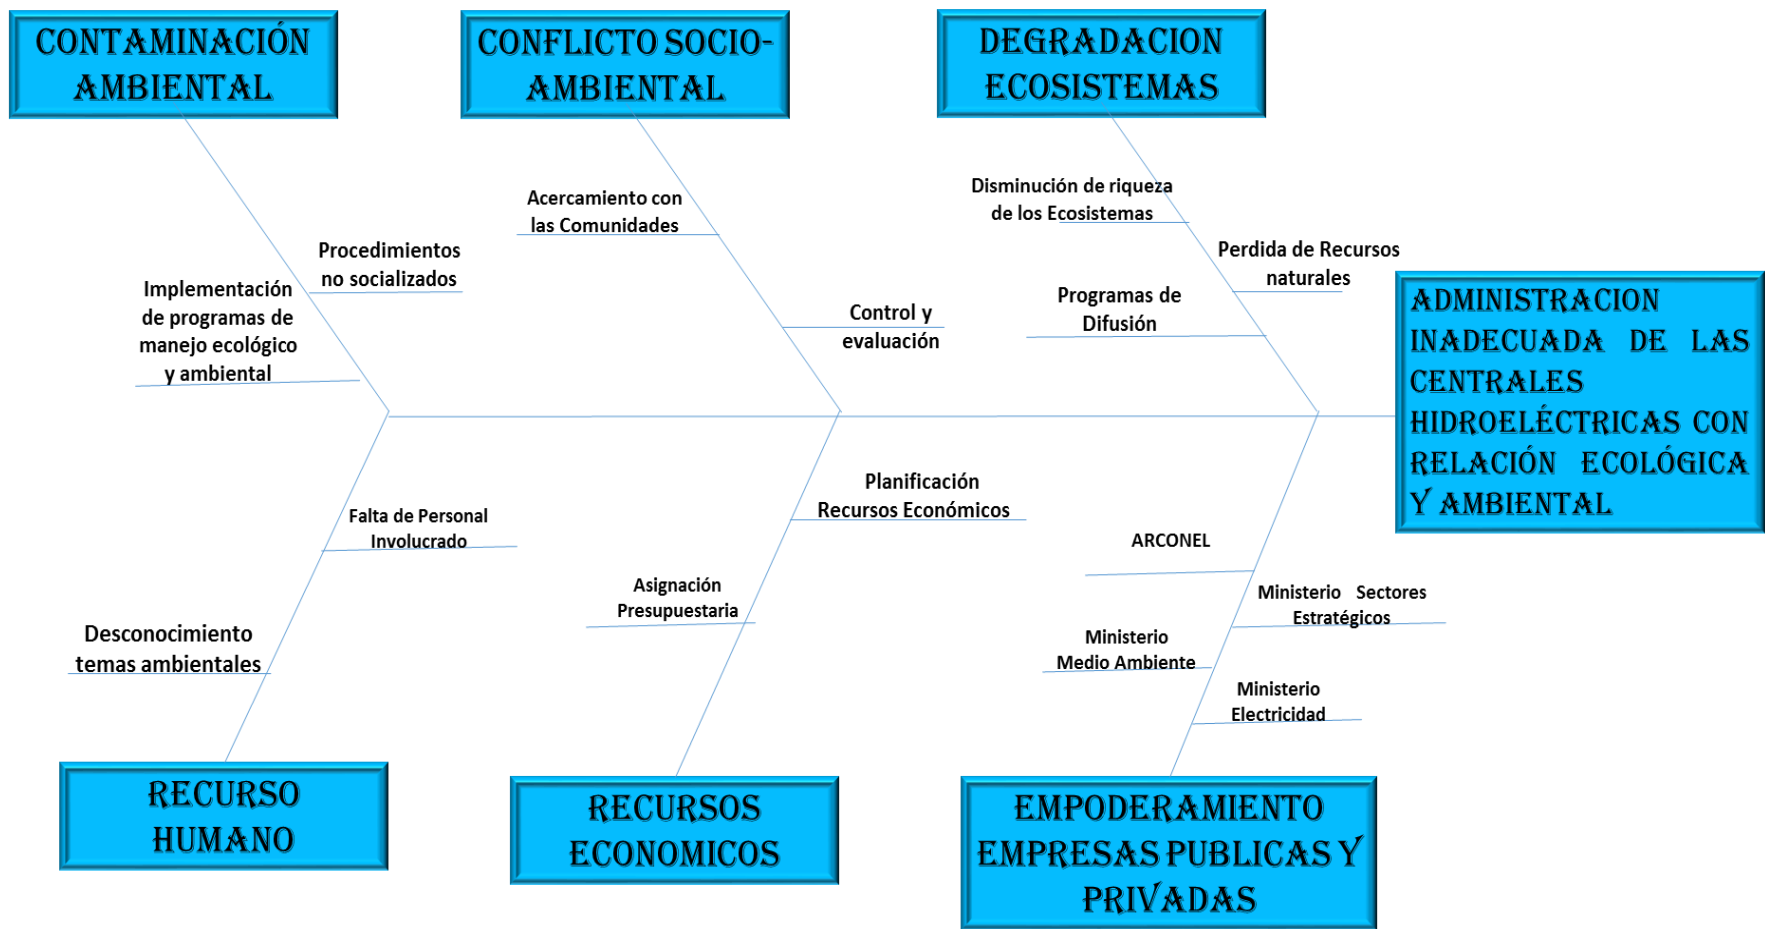 CONTAMINACIÓN
AMBIENTAL
CONFLICTO SOCIO-
AMBIENTAL
DEGRADACION
ECOSISTEMAS
Procedimientos
no socializados
Implementación
de programas de
manejo ecológico
y ambiental
Acercamiento con
las Comunidades
Control y
evaluación
Disminución de riqueza
de los Ecosistemas
Perdida de Recursos
naturales
Programas de
Difusión
ADMINISTRACION
INADECUADA DE LAS
CENTRALES
HIDROELÉCTRICAS CON
RELACIÓN ECOLÓGICA
Y AMBIENTAL
Falta de Personal
Involucrado
Desconocimiento
temas ambientales
Planificación
Recursos Económicos
Asignación
Presupuestaria
ARCONEL
Ministerio Sectores
Estratégicos
Ministerio
Medio Ambiente
Ministerio
Electricidad
RECURSO
HUMANO
RECURSOS
ECONOMICOS
EMPODERAMIENTO
EMPRESAS PUBLICAS Y
PRIVADAS